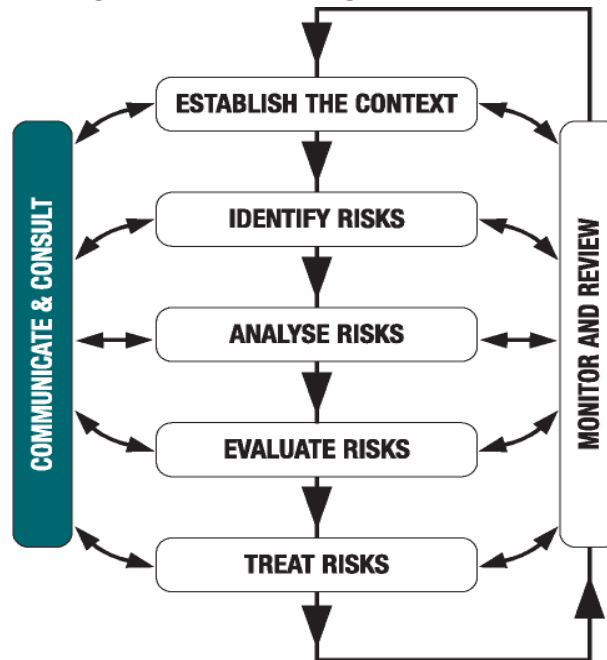 ESTABLISH THE CONTEXT
IDENTIFY RISKS
ANALYSE RISKS
EVALUATE RISKS
TREAT RISKS
COMMUNICATE & CONSULT
MONITOR AND REVIEW